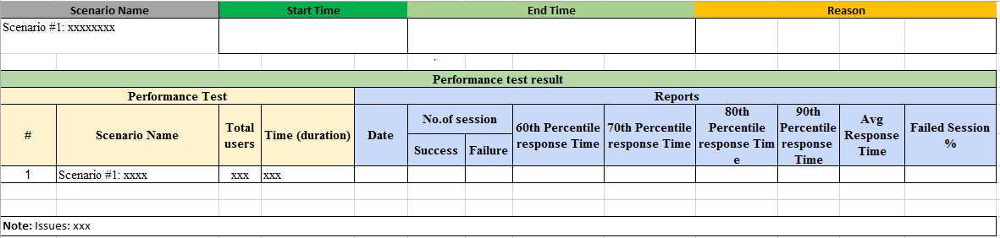 Scenario Name Start Time End Time Reason
Scenario #1: xxxxxxxx
Performance test result
Performance Test Reports
# Scenario Name Total users Time (duration) Date No.of session Success Failure 60th Percentile response Time 70th Percentile response Time 80th Percentile response Tim e 90th Percentile response Time Avg Response Time Failed Session %
1 Scenario #1: xxxx xxx xxx
Note: Issues: xxx